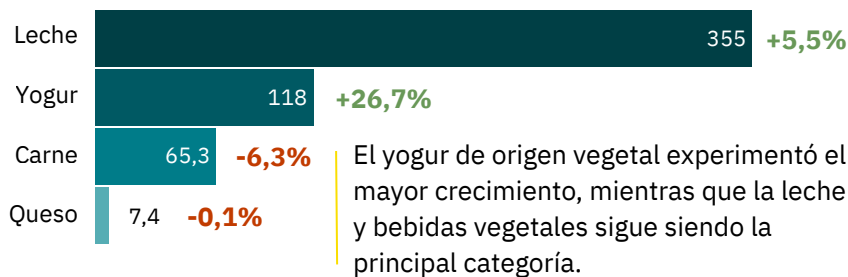 Leche 355 +5,5%
Yogur 118 +26,7%
Carne 65,3 -6,3%
Queso 7,4 -0,1%
El yogur de origen vegetal experimentó el
mayor crecimiento, mientras que la leche
y bebidas vegetales sigue siendo la
principal categoría.